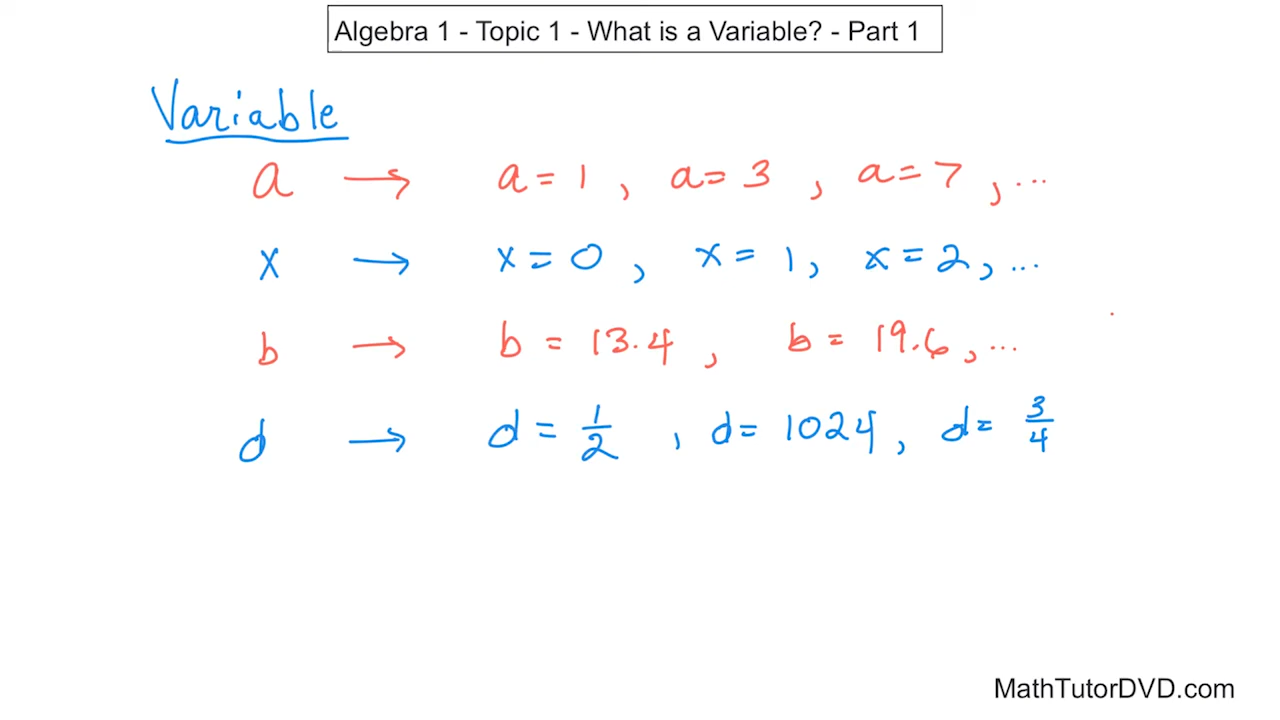 Algebra 1 - Topic 1 - What is a Variable? - Part 1
Variable
a → a = 1 , a = 3 , a = 7 , ...
x → x = 0 , x = 1 , x = 2 , ...
b → b = 13.4 , b = 19.6 , ...
d → d = 1/2 , d = 1024 , d = 3/4
MathTutorDVD.com